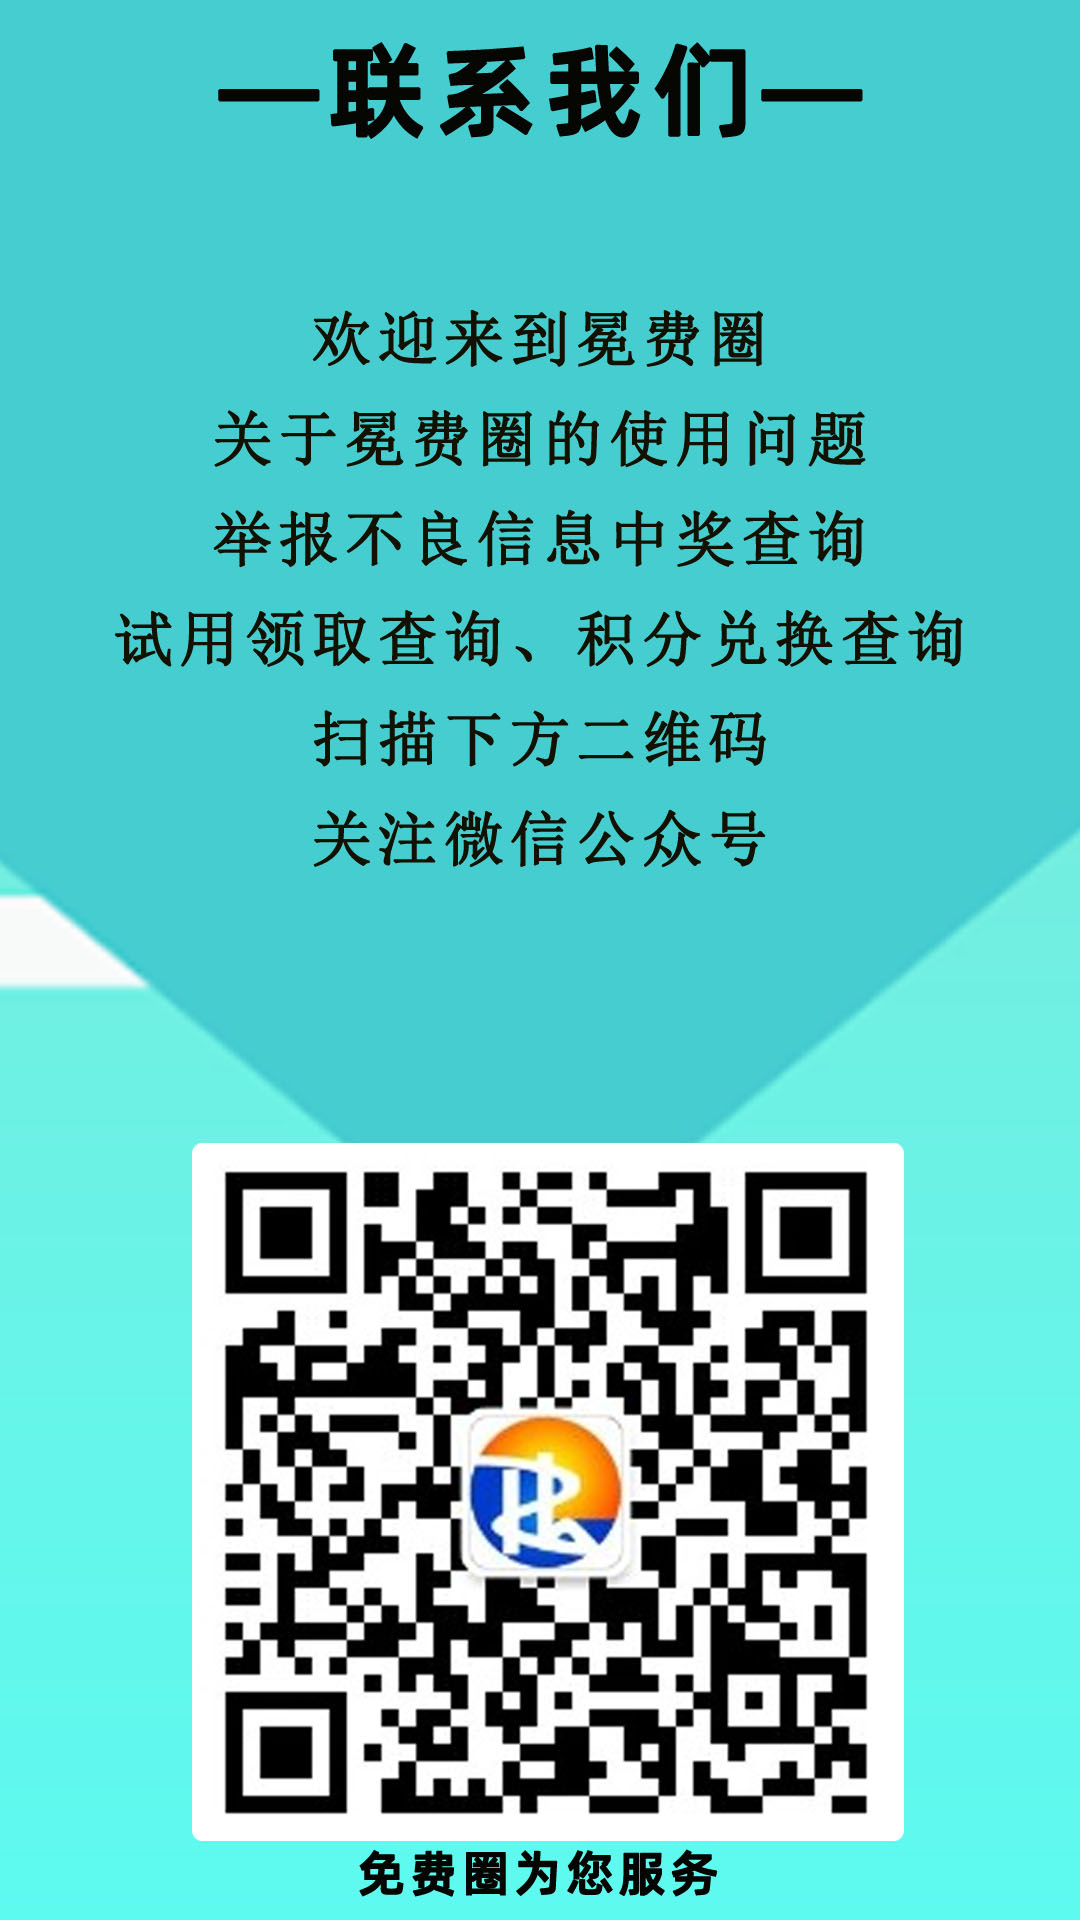 —联系我们—
欢迎来到冕费圈
关于冕费圈的使用问题
举报不良信息中奖查询
试用领取查询、积分兑换查询
扫描下方二维码
关注微信公众号
免费圈为您服务